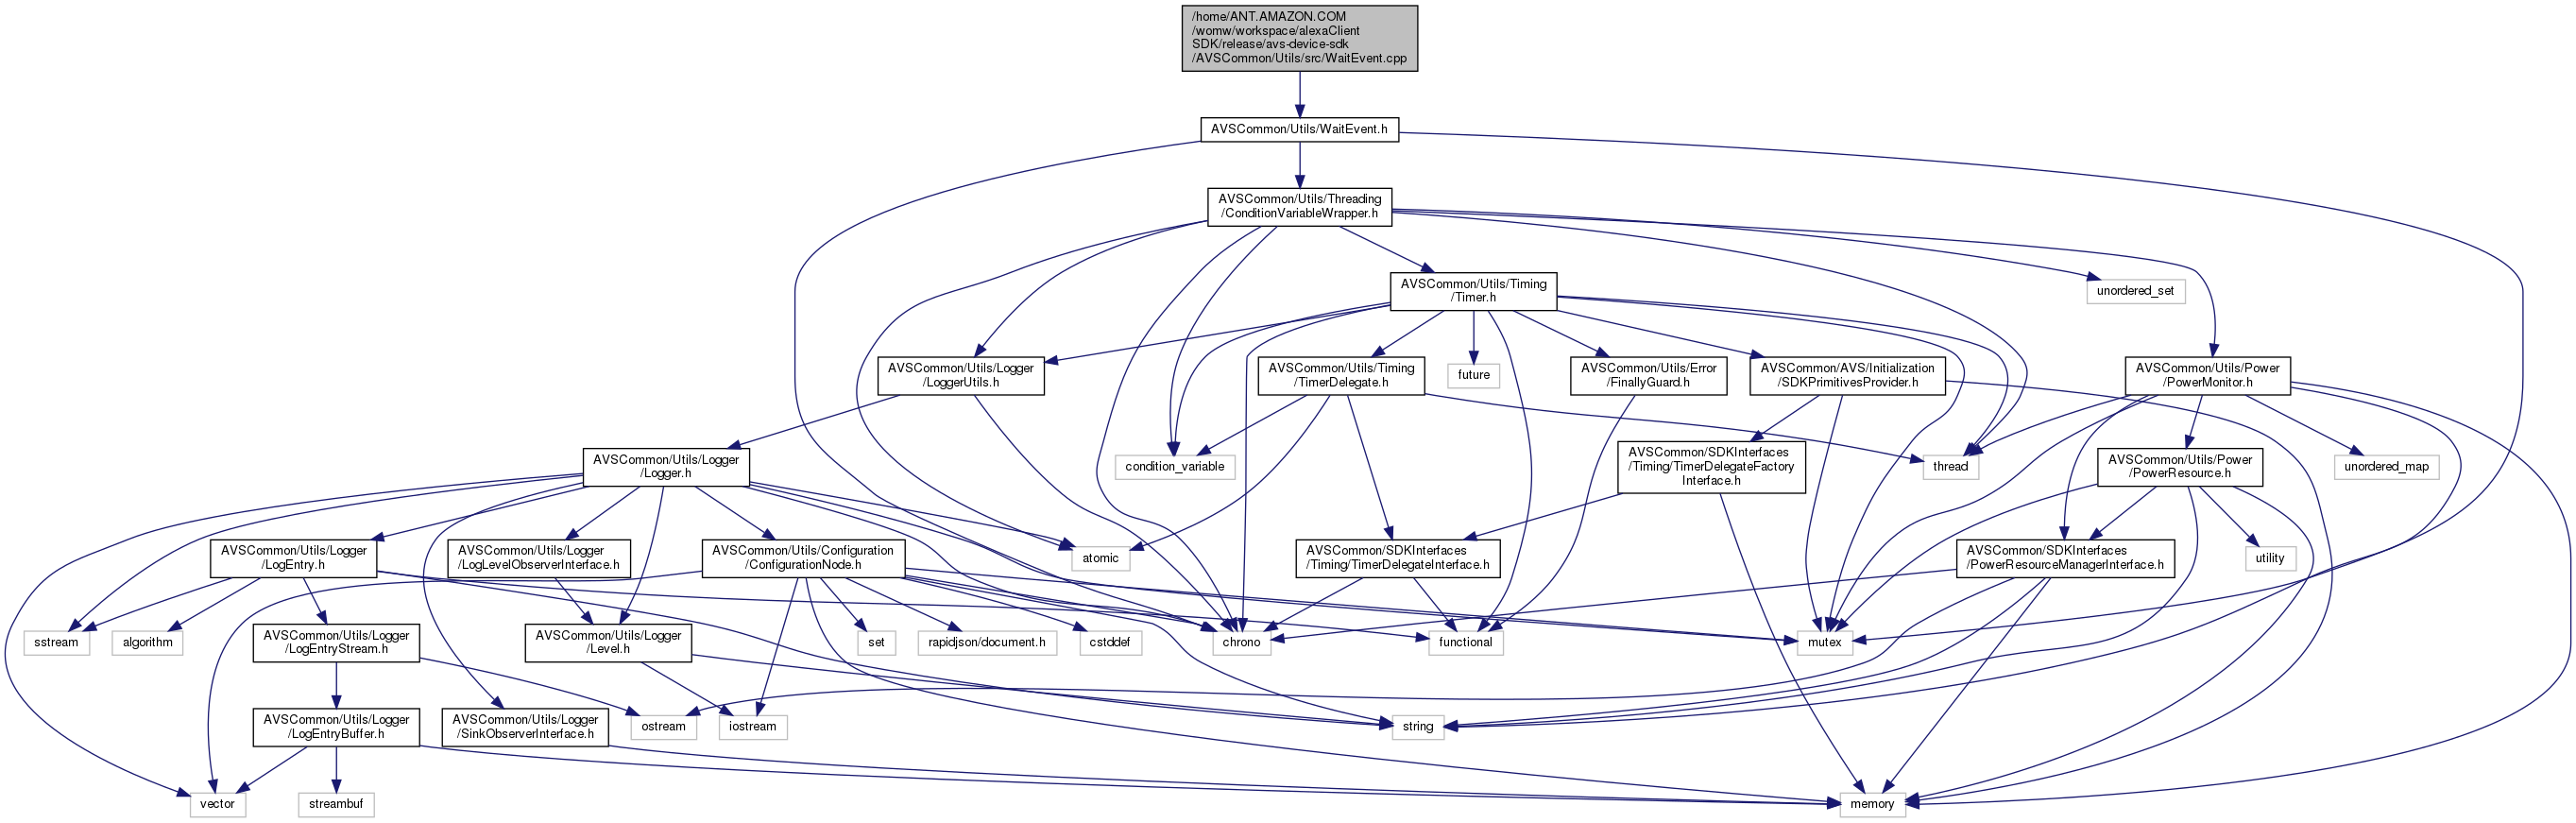 /home/ANT.AMAZON.COM
/womw/workspace/alexaClient
SDK/release/avs-device-sdk
/AVSCommon/Utils/src/WaitEvent.cpp
AVSCommon/Utils/WaitEvent.h
AVSCommon/Utils/Threading
/ConditionVariableWrapper.h
AVSCommon/Utils/Timing
/Timer.h
unordered_set
AVSCommon/Utils/Logger
/LoggerUtils.h
AVSCommon/Utils/Timing
/TimerDelegate.h
future
AVSCommon/Utils/Error
/FinallyGuard.h
AVSCommon/AVS/Initialization
/SDKPrimitivesProvider.h
AVSCommon/Utils/Power
/PowerMonitor.h
AVSCommon/Utils/Logger
/Logger.h
condition_variable
AVSCommon/SDKInterfaces
/Timing/TimerDelegateFactory
Interface.h
thread
AVSCommon/Utils/Power
/PowerResource.h
unordered_map
AVSCommon/Utils/Logger
/LogEntry.h
AVSCommon/Utils/Logger
/LogLevelObserverInterface.h
AVSCommon/Utils/Configuration
/ConfigurationNode.h
atomic
AVSCommon/SDKInterfaces
/Timing/TimerDelegateInterface.h
AVSCommon/SDKInterfaces
/PowerResourceManagerInterface.h
utility
sstream
algorithm
AVSCommon/Utils/Logger
/LogEntryStream.h
AVSCommon/Utils/Logger
/Level.h
set
rapidjson/document.h
cstddef
chrono
functional
mutex
AVSCommon/Utils/Logger
/LogEntryBuffer.h
AVSCommon/Utils/Logger
/SinkObserverInterface.h
ostream
iostream
string
vector
streambuf
memory